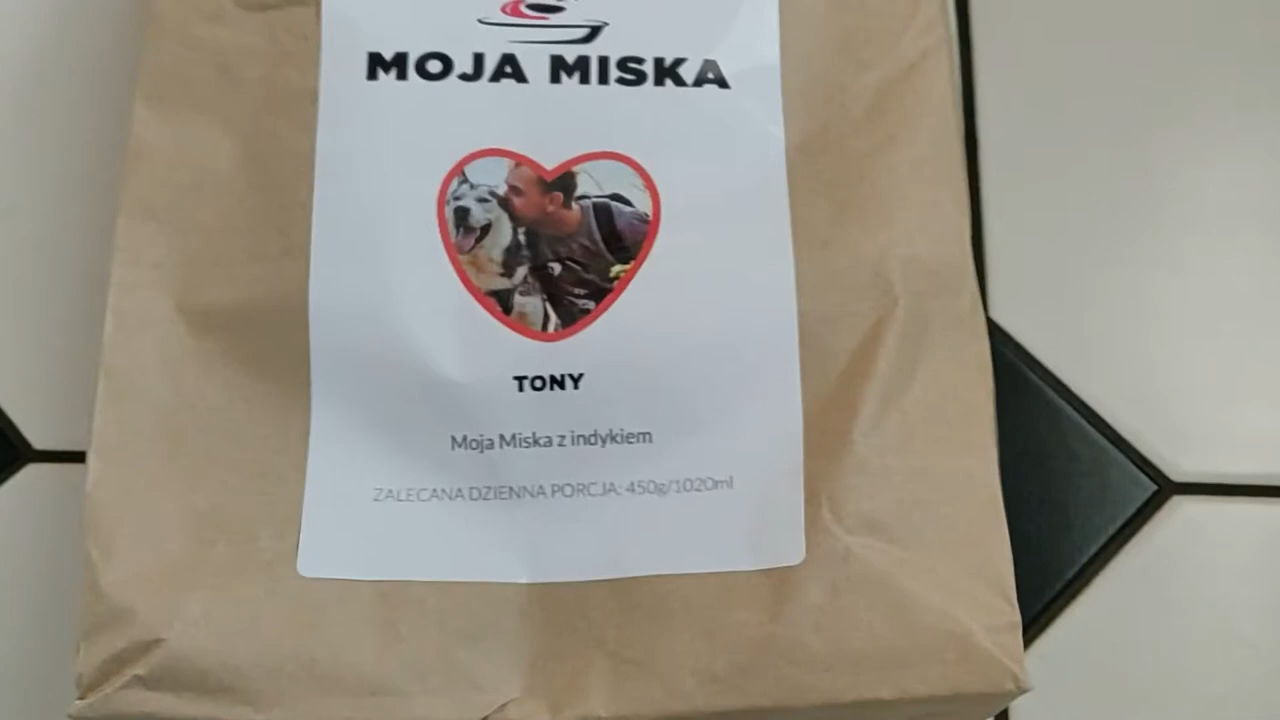 MOJA MISKA
TONY
Moja Miska z indykiem
ZALECANA DZIENNA PORCJA: 450g/1020ml